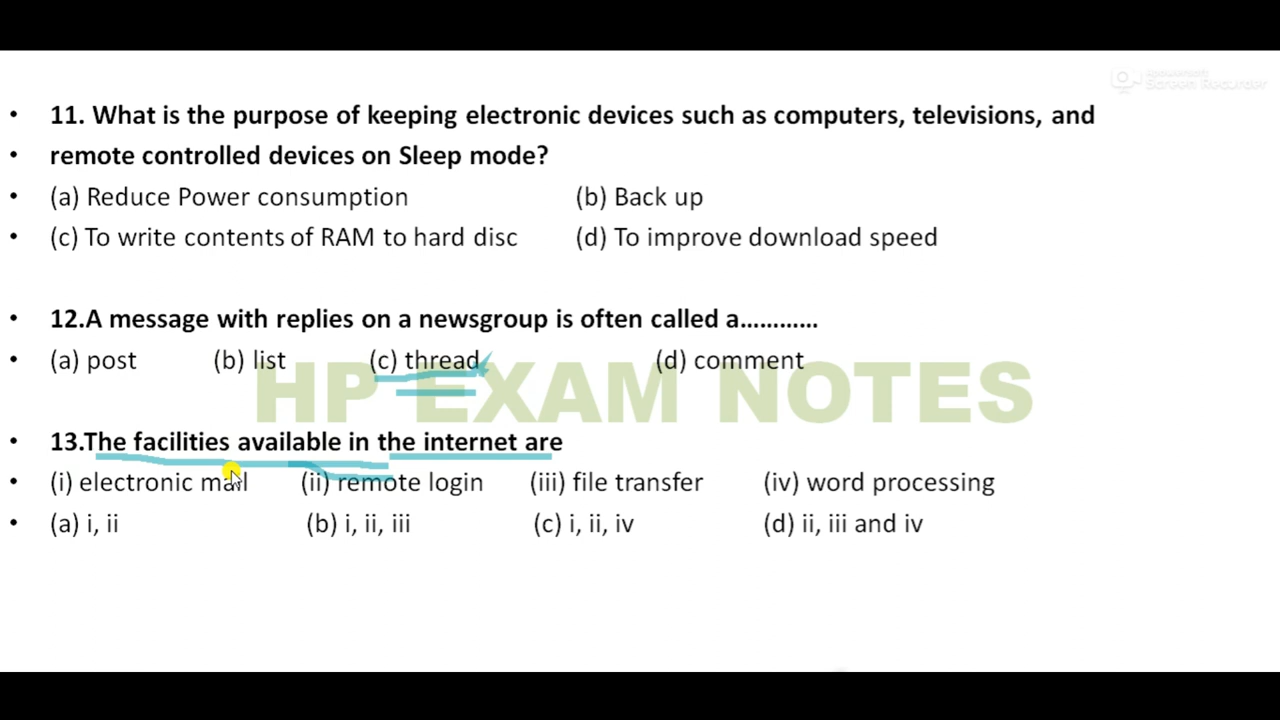 Apowersoft
Screen Recorder
• 11. What is the purpose of keeping electronic devices such as computers, televisions, and
• remote controlled devices on Sleep mode?
• (a) Reduce Power consumption (b) Back up
• (c) To write contents of RAM to hard disc (d) To improve download speed
• 12.A message with replies on a newsgroup is often called a............
• (a) post (b) list (c) thread (d) comment
HP EXAM NOTES
• 13.The facilities available in the internet are
• (i) electronic mail (ii) remote login (iii) file transfer (iv) word processing
• (a) i, ii (b) i, ii, iii (c) i, ii, iv (d) ii, iii and iv